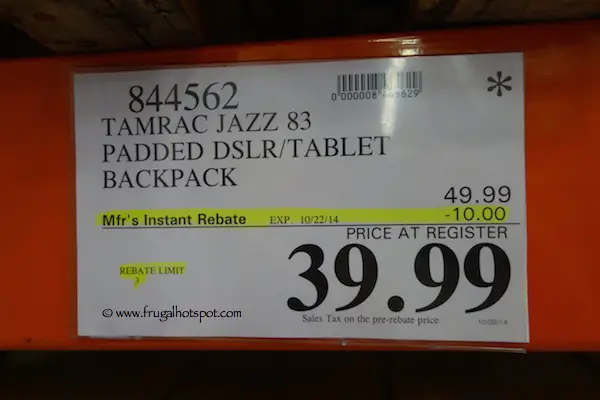 844562
*
TAMRAC JAZZ 83
PADDED DSLR/TABLET
BACKPACK
49.99
Mfr's Instant Rebate EXP. 10/22/14 -10.00
PRICE AT REGISTER
39.99
REBATE LIMIT
3
© www.frugalhotspot.com
Sales Tax on the pre-rebate price